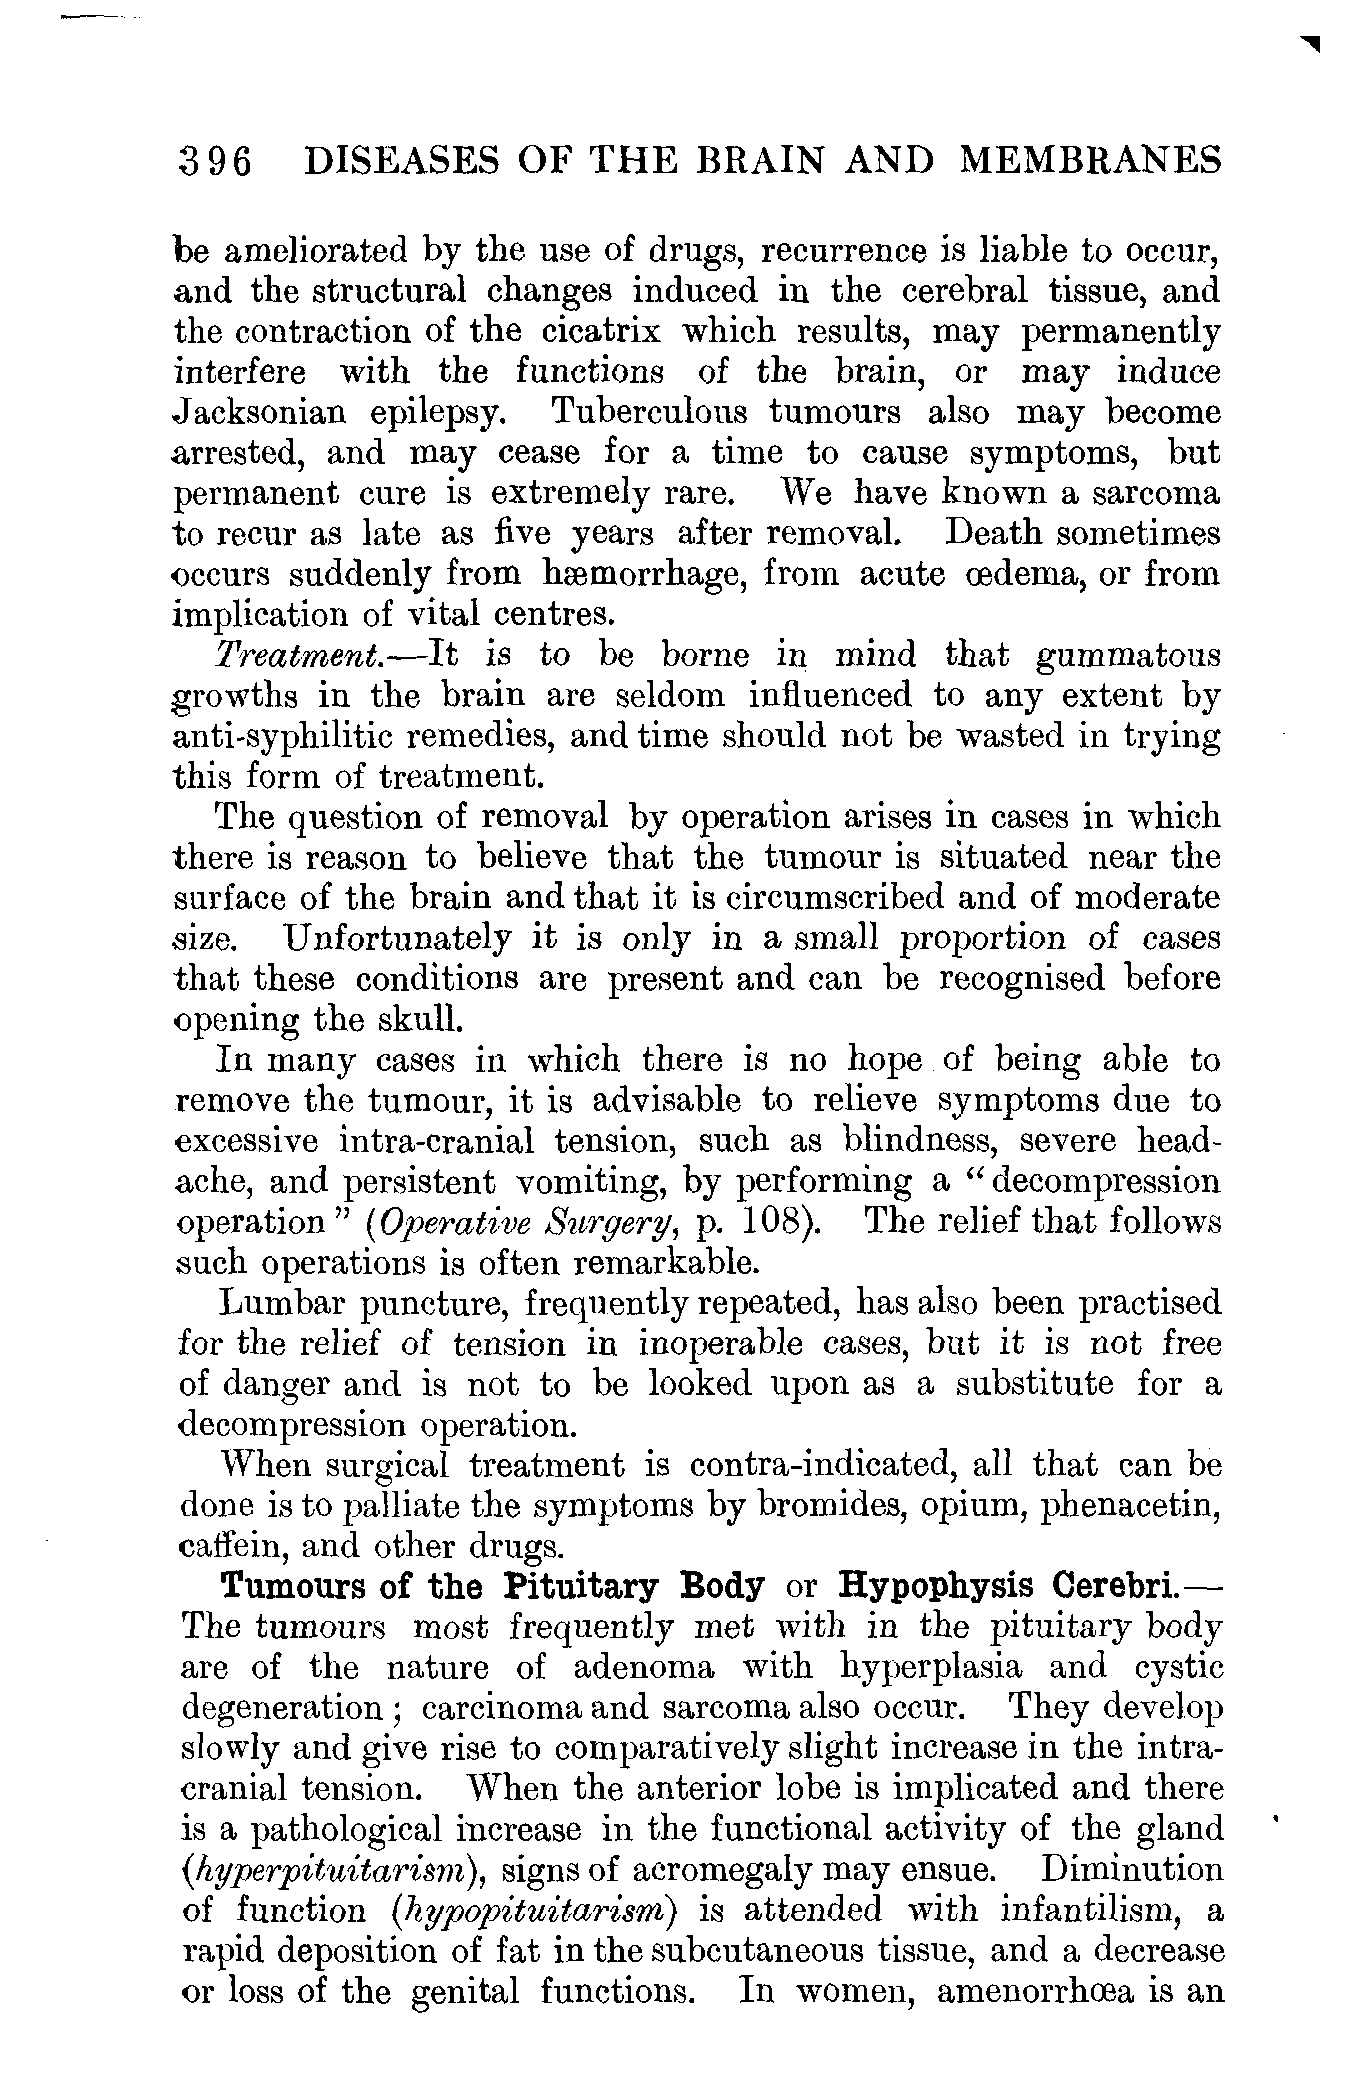 396 DISEASES OF THE BRAIN AND MEMBRANES
be ameliorated by the use of drugs, recurrence is liable to occur,
and the structural changes induced in the cerebral tissue, and
the contraction of the cicatrix which results, may permanently
interfere with the functions of the brain, or may induce
Jacksonian epilepsy. Tuberculous tumours also may become
arrested, and may cease for a time to cause symptoms, but
permanent cure is extremely rare. We have known a sarcoma
to recur as late as five years after removal. Death sometimes
occurs suddenly from hæmorrhage, from acute œdema, or from
implication of vital centres.
Treatment.—It is to be borne in mind that gummatous
growths in the brain are seldom influenced to any extent by
anti-syphilitic remedies, and time should not be wasted in trying
this form of treatment.
The question of removal by operation arises in cases in which
there is reason to believe that the tumour is situated near the
surface of the brain and that it is circumscribed and of moderate
size. Unfortunately it is only in a small proportion of cases
that these conditions are present and can be recognised before
opening the skull.
In many cases in which there is no hope of being able to
remove the tumour, it is advisable to relieve symptoms due to
excessive intra-cranial tension, such as blindness, severe head-
ache, and persistent vomiting, by performing a “decompression
operation” (Operative Surgery, p. 108). The relief that follows
such operations is often remarkable.
Lumbar puncture, frequently repeated, has also been practised
for the relief of tension in inoperable cases, but it is not free
of danger and is not to be looked upon as a substitute for a
decompression operation.
When surgical treatment is contra-indicated, all that can be
done is to palliate the symptoms by bromides, opium, phenacetin,
caffein, and other drugs.
Tumours of the Pituitary Body or Hypophysis Cerebri.—
The tumours most frequently met with in the pituitary body
are of the nature of adenoma with hyperplasia and cystic
degeneration; carcinoma and sarcoma also occur. They develop
slowly and give rise to comparatively slight increase in the intra-
cranial tension. When the anterior lobe is implicated and there
is a pathological increase in the functional activity of the gland
(hyperpituitarism), signs of acromegaly may ensue. Diminution
of function (hypopituitarism) is attended with infantilism, a
rapid deposition of fat in the subcutaneous tissue, and a decrease
or loss of the genital functions. In women, amenorrhœa is an